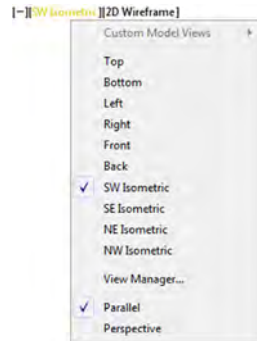 [−][SW Isometric][2D Wireframe]
Custom Model Views
Top
Bottom
Left
Right
Front
Back
SW Isometric
SE Isometric
NE Isometric
NW Isometric
View Manager...
Parallel
Perspective